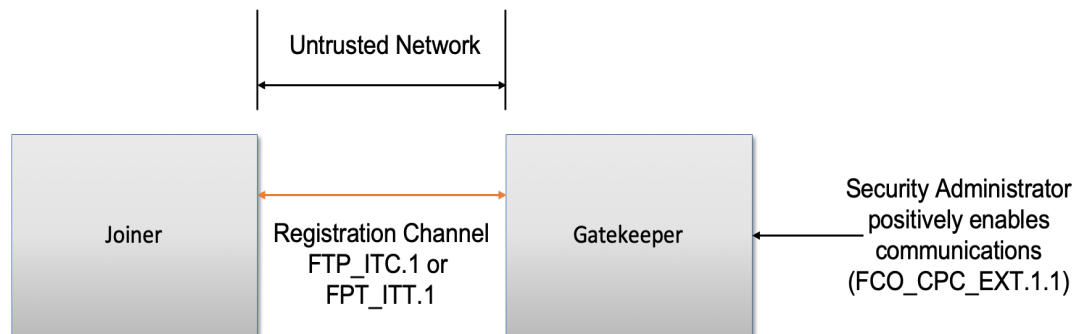 Untrusted Network
Joiner
Registration Channel
FTP_ITC.1 or
FPT_ITT.1
Gatekeeper
Security Administrator
positively enables
communications
(FCO_CPC_EXT.1.1)